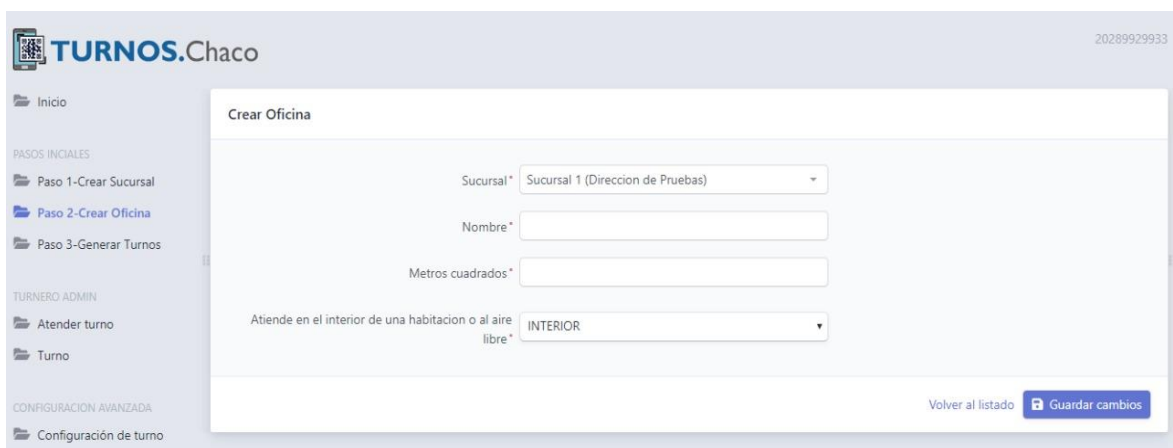 TURNOS.Chaco
20289929933
Inicio
PASOS INCIALES
Paso 1-Crear Sucursal
Paso 2-Crear Oficina
Paso 3-Generar Turnos
TURNERO ADMIN
Atender turno
Turno
CONFIGURACION AVANZADA
Configuración de turno
Crear Oficina
Sucursal* Sucursal 1 (Direccion de Pruebas)
Nombre*
Metros cuadrados*
Atiende en el interior de una habitacion o al aire
libre*
INTERIOR
Volver al listado Guardar cambios